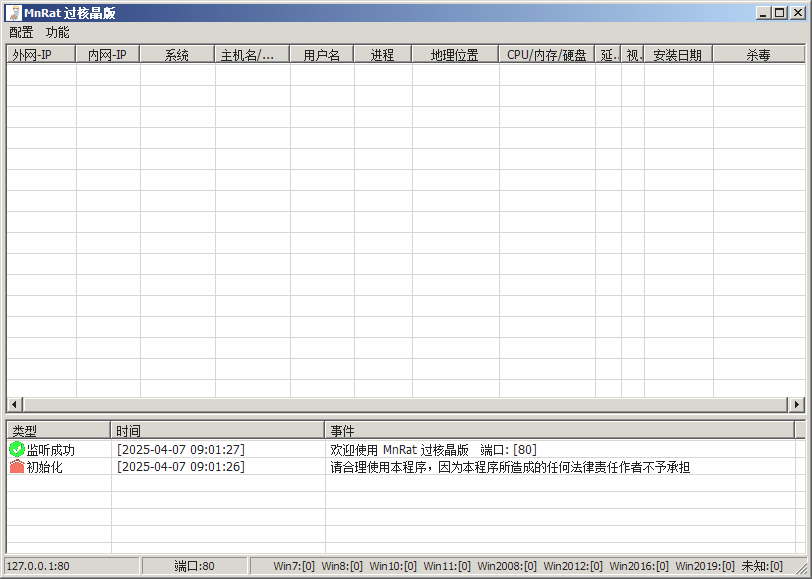 MnRat 过核晶版
配置 功能
外网-IP 内网-IP 系统 主机名/... 用户名 进程 地理位置 CPU/内存/硬盘 延... 视. 安装日期 杀毒
类型 时间 事件
监听成功 [2025-04-07 09:01:27] 欢迎使用 MnRat 过核晶版 端口: [80]
初始化 [2025-04-07 09:01:26] 请合理使用本程序，因为本程序所造成的任何法律责任作者不予承担
127.0.0.1:80 端口:80 Win7:[0] Win8:[0] Win10:[0] Win11:[0] Win2008:[0] Win2012:[0] Win2016:[0] Win2019:[0] 未知:[0]